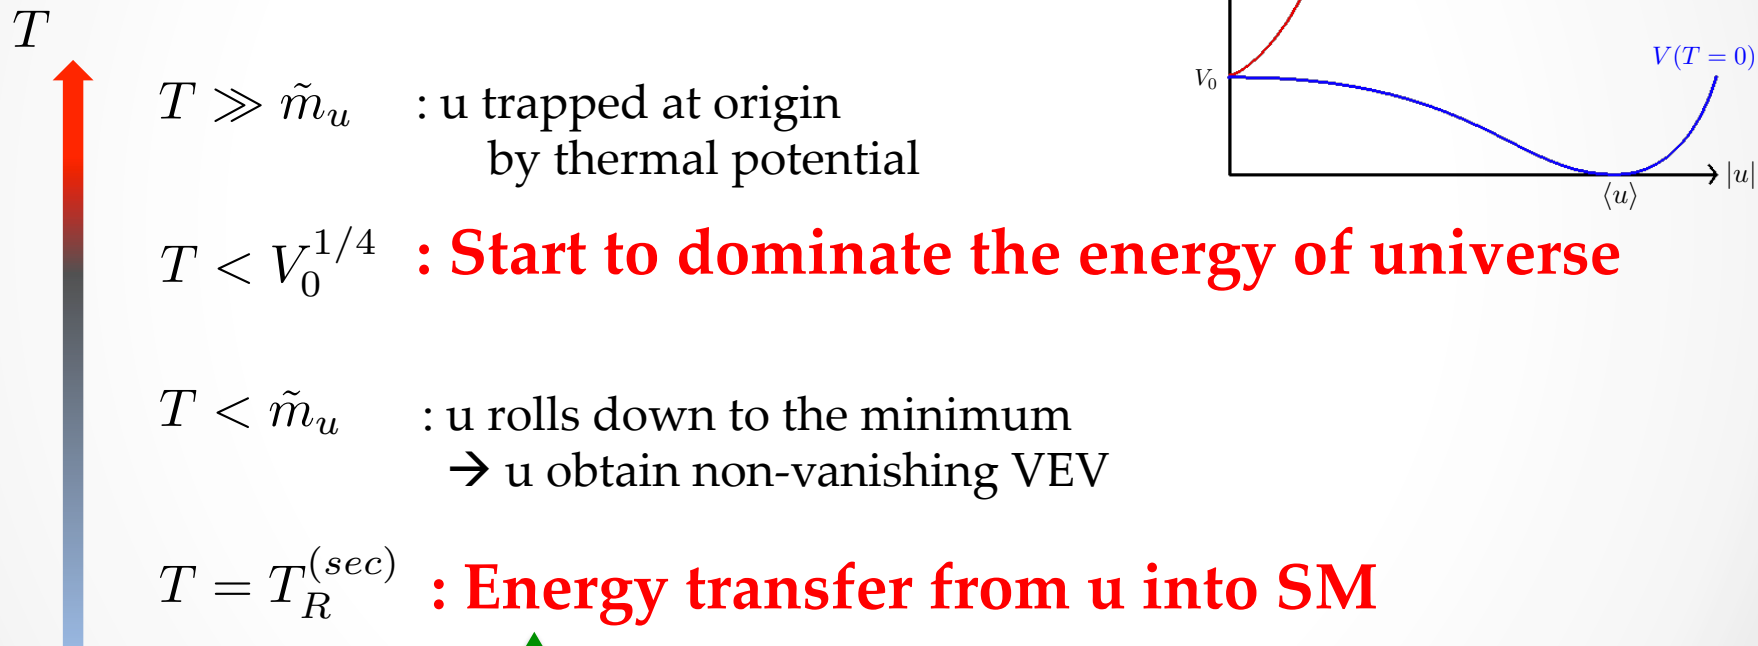 T
T ≫ m̃_u : u trapped at origin
by thermal potential
T < V_0^{1/4} : Start to dominate the energy of universe
T < m̃_u : u rolls down to the minimum
→ u obtain non-vanishing VEV
T = T_R^{(sec)} : Energy transfer from u into SM
V(T = 0)
V_0
|u|
⟨u⟩